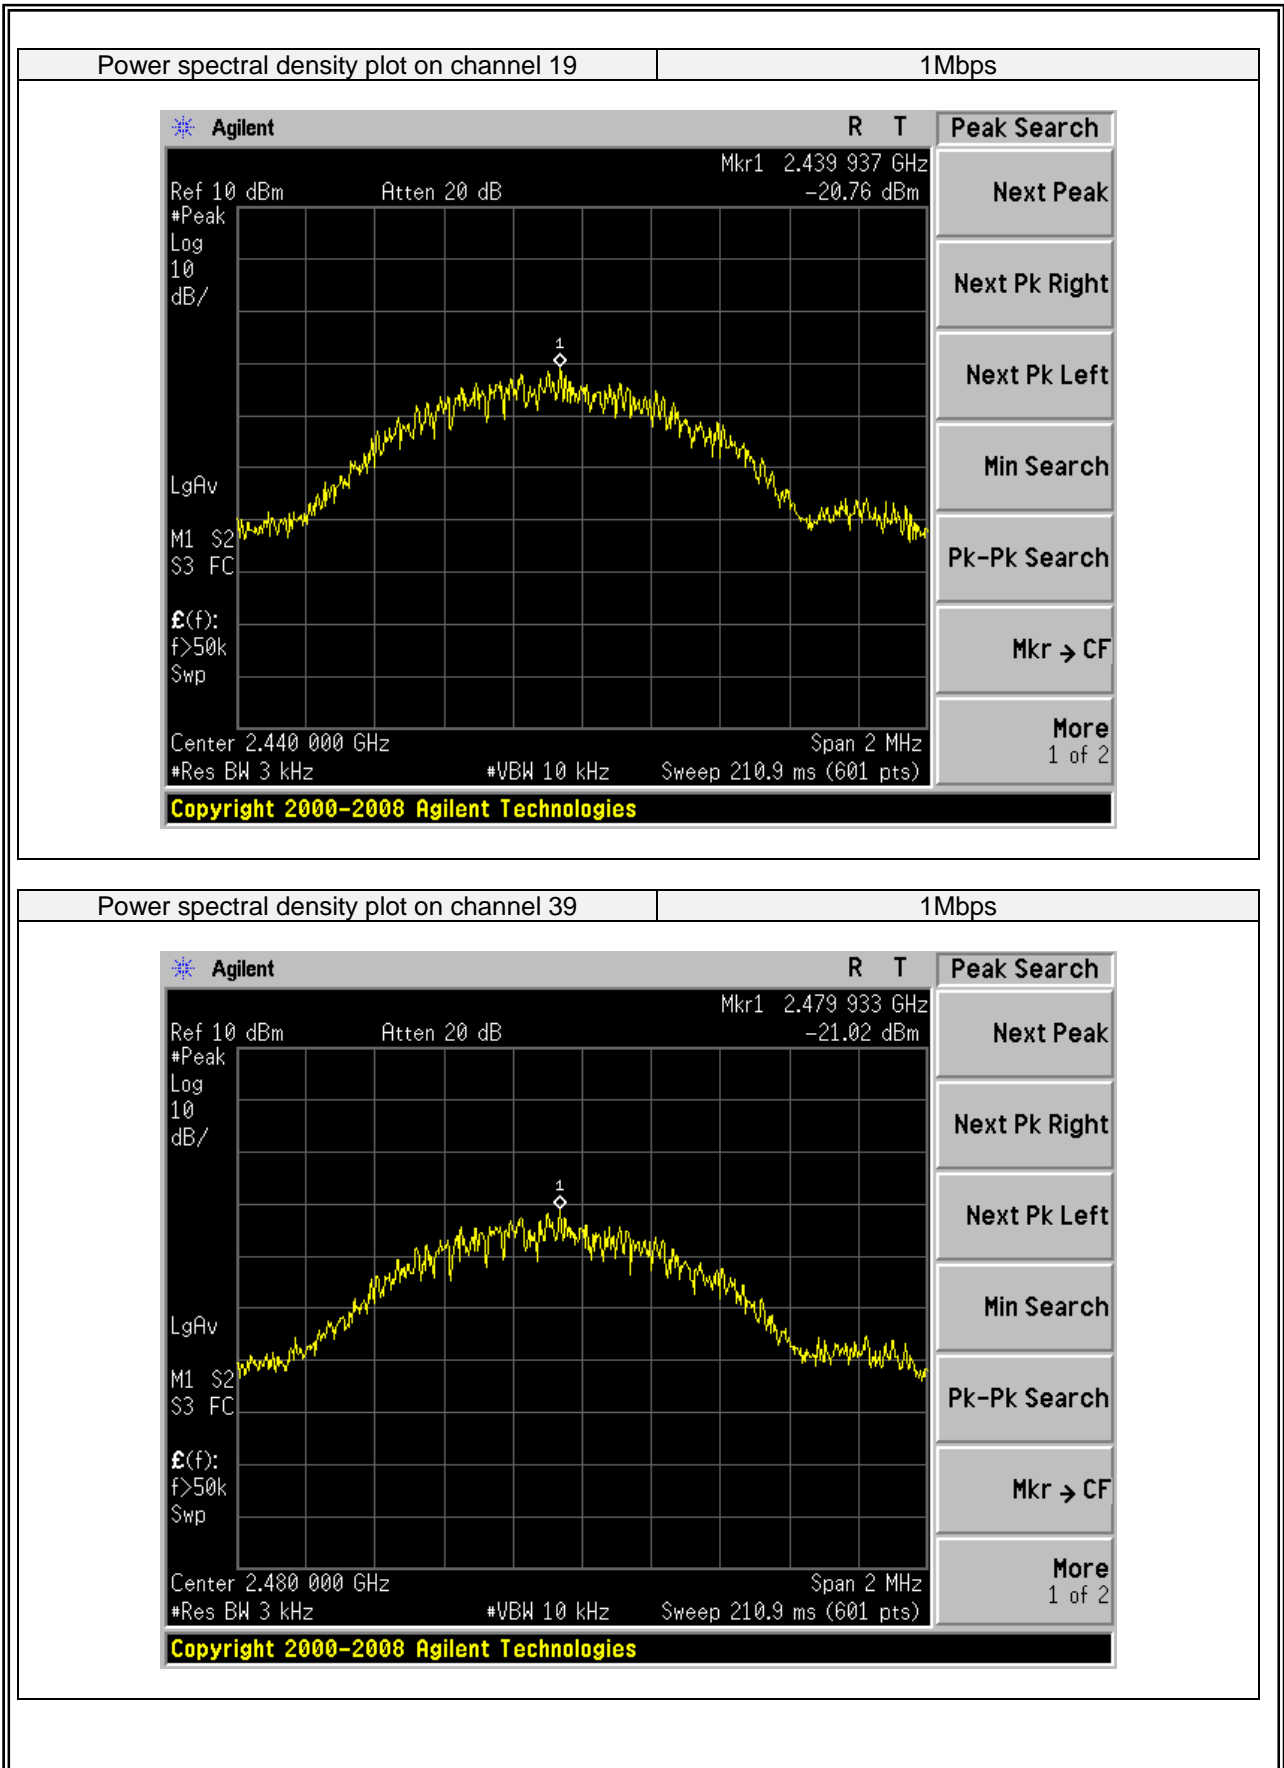 Power spectral density plot on channel 19 1Mbps
Agilent R T Peak Search
Mkr1 2.439 937 GHz
Ref 10 dBm Atten 20 dB -20.76 dBm Next Peak
#Peak
Log
10
dB/
Next Pk Right
1
Next Pk Left
Min Search
LgAv
M1 S2
S3 FC
Pk-Pk Search
£(f):
f>50k
Swp
Mkr → CF
Center 2.440 000 GHz Span 2 MHz
#Res BW 3 kHz #VBW 10 kHz Sweep 210.9 ms (601 pts)
More
1 of 2
Copyright 2000-2008 Agilent Technologies
Power spectral density plot on channel 39 1Mbps
Agilent R T Peak Search
Mkr1 2.479 933 GHz
Ref 10 dBm Atten 20 dB -21.02 dBm Next Peak
#Peak
Log
10
dB/
Next Pk Right
1
Next Pk Left
Min Search
LgAv
M1 S2
S3 FC
Pk-Pk Search
£(f):
f>50k
Swp
Mkr → CF
Center 2.480 000 GHz Span 2 MHz
#Res BW 3 kHz #VBW 10 kHz Sweep 210.9 ms (601 pts)
More
1 of 2
Copyright 2000-2008 Agilent Technologies